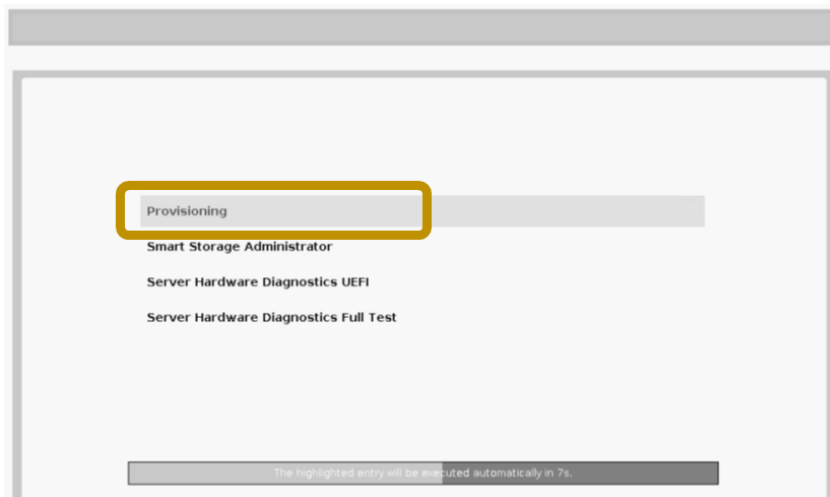 Provisioning
Smart Storage Administrator
Server Hardware Diagnostics UEFI
Server Hardware Diagnostics Full Test
The highlighted entry will be executed automatically in 7s.